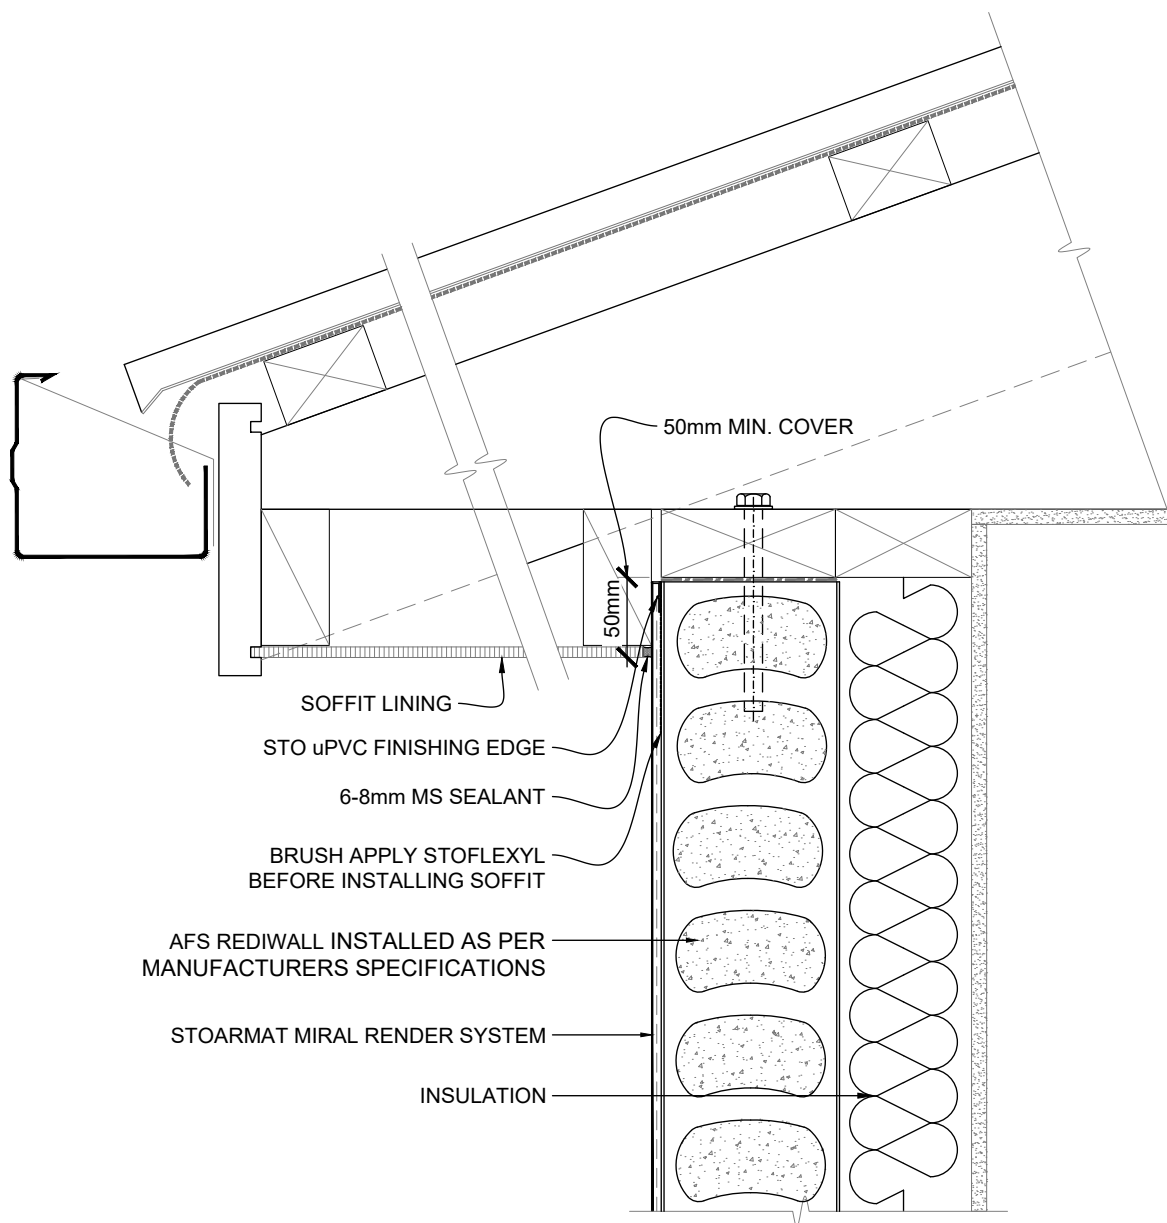 50mm MIN. COVER
50mm
SOFFIT LINING
STO uPVC FINISHING EDGE
6-8mm MS SEALANT
BRUSH APPLY STOFLEXYL
BEFORE INSTALLING SOFFIT
AFS REDIWALL INSTALLED AS PER
MANUFACTURERS SPECIFICATIONS
STOARMAT MIRAL RENDER SYSTEM
INSULATION